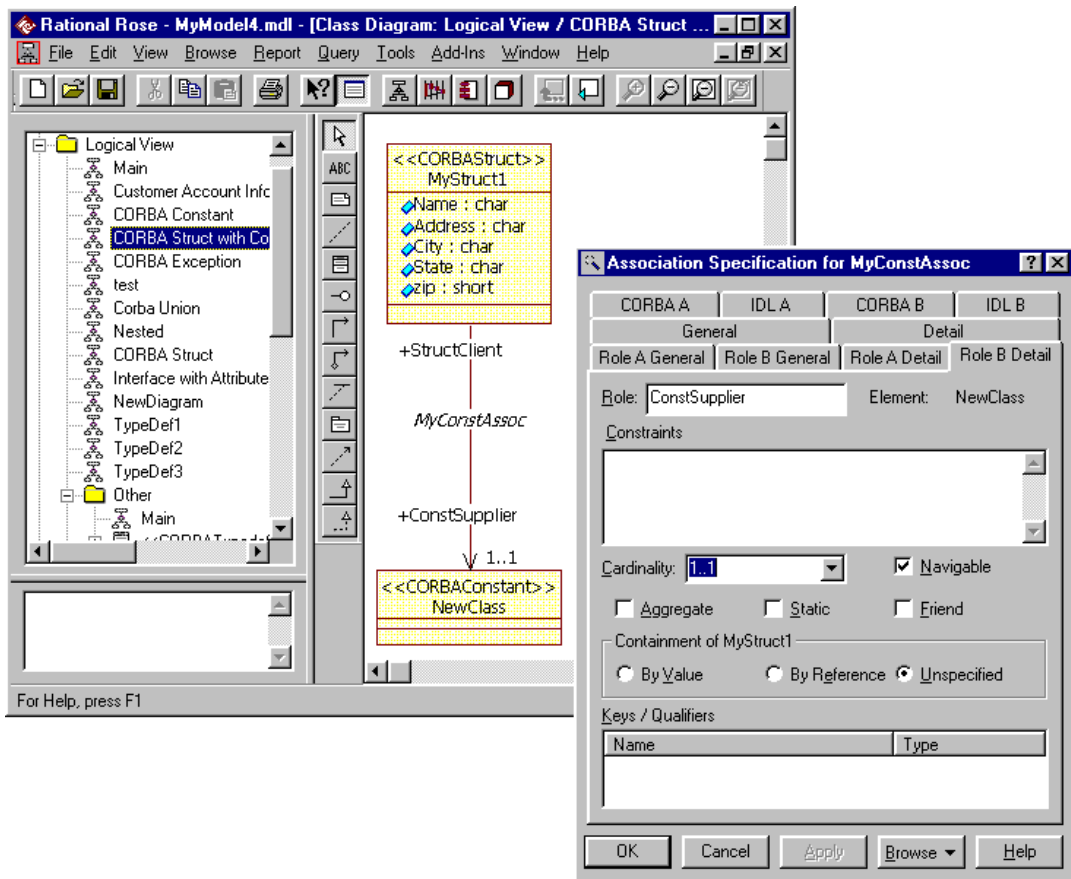 Rational Rose - MyModel4.mdl - [Class Diagram: Logical View / CORBA Struct ...
File Edit View Browse Report Query Tools Add-Ins Window Help
Logical View
Main
Customer Account Infc
CORBA Constant
CORBA Struct with Co
CORBA Exception
test
Corba Union
Nested
CORBA Struct
Interface with Attribute
NewDiagram
TypeDef1
TypeDef2
TypeDef3
Other
Main
<<CORBATypedef
ABC
<<CORBAStruct>>
MyStruct1
Name : char
Address : char
City : char
State : char
zip : short
+StructClient
MyConstAssoc
+ConstSupplier
1..1
<<CORBAConstant>>
NewClass
For Help, press F1
Association Specification for MyConstAssoc
CORBA A IDL A CORBA B IDL B
General Detail
Role A General Role B General Role A Detail Role B Detail
Role: ConstSupplier Element: NewClass
Constraints
Cardinality: 1..1 Navigable
Aggregate Static Friend
Containment of MyStruct1
By Value By Reference Unspecified
Keys / Qualifiers
Name Type
OK Cancel Apply Browse Help